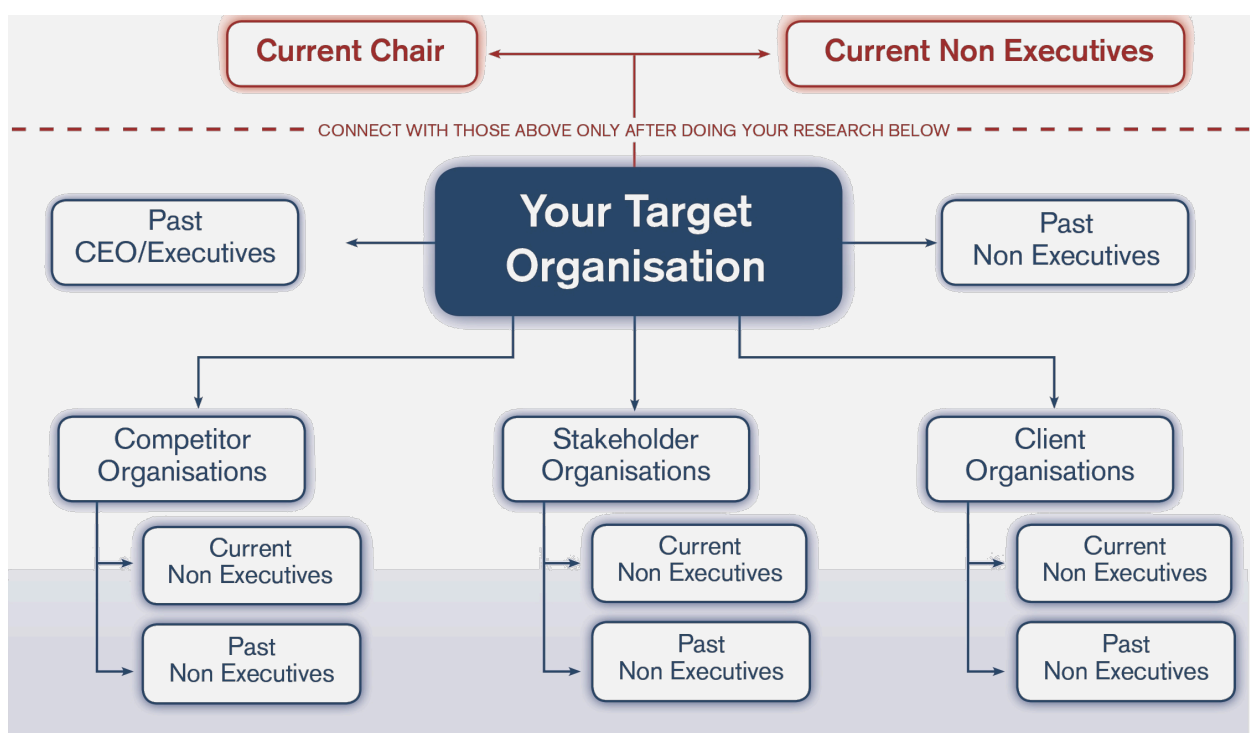 Current Chair
Current Non Executives
CONNECT WITH THOSE ABOVE ONLY AFTER DOING YOUR RESEARCH BELOW
Your Target
Organisation
Past
CEO/Executives
Past
Non Executives
Competitor
Organisations
Stakeholder
Organisations
Client
Organisations
Current
Non Executives
Current
Non Executives
Current
Non Executives
Past
Non Executives
Past
Non Executives
Past
Non Executives